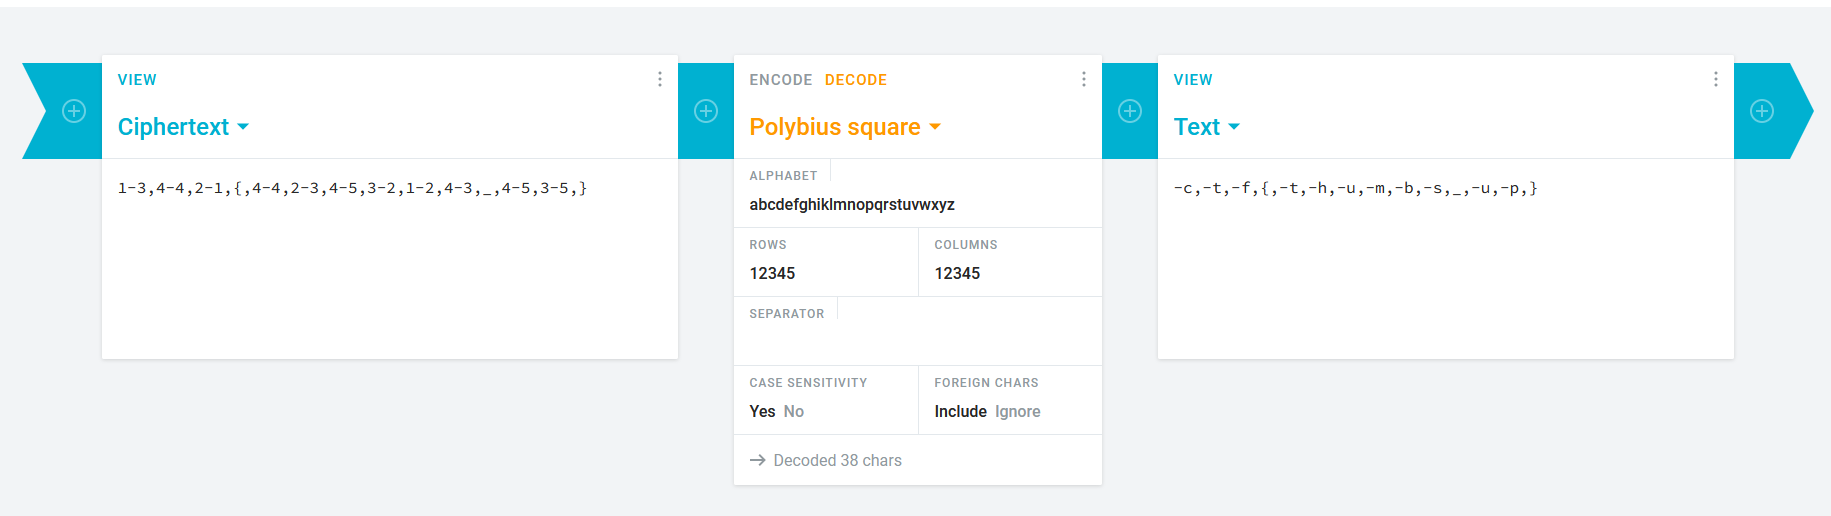 VIEW
Ciphertext
1-3,4-4,2-1,{,4-4,2-3,4-5,3-2,1-2,4-3,_,4-5,3-5,}
ENCODE DECODE
Polybius square
ALPHABET
abcdefghiklmnopqrstuvwxyz
ROWS
12345
COLUMNS
12345
SEPARATOR
CASE SENSITIVITY
Yes No
FOREIGN CHARS
Include Ignore
→ Decoded 38 chars
VIEW
Text
-c,-t,-f,{,-t,-h,-u,-m,-b,-s,_,-u,-p,}